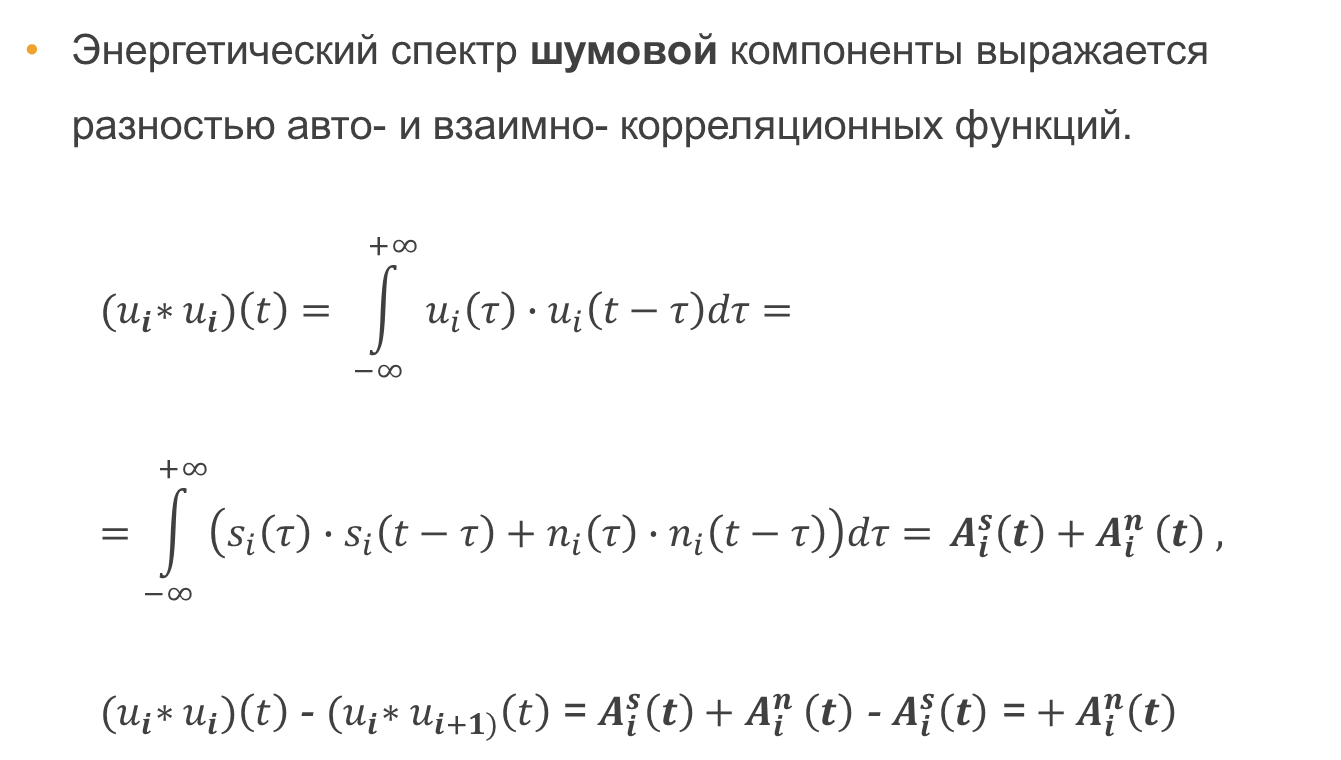 • Энергетический спектр шумовой компоненты выражается
разностью авто- и взаимно- корреляционных функций.
+∞
(uᵢ* uᵢ)(t) = ∫ uᵢ(τ) · uᵢ(t − τ)dτ =
−∞
+∞
= ∫ (sᵢ(τ) · sᵢ(t − τ) + nᵢ(τ) · nᵢ(t − τ))dτ = Aᵢˢ(t) + Aᵢⁿ (t) ,
−∞
(uᵢ* uᵢ)(t) - (uᵢ* uᵢ₊₁₎(t) = Aᵢˢ(t) + Aᵢⁿ (t) - Aᵢˢ(t) = + Aᵢⁿ(t)